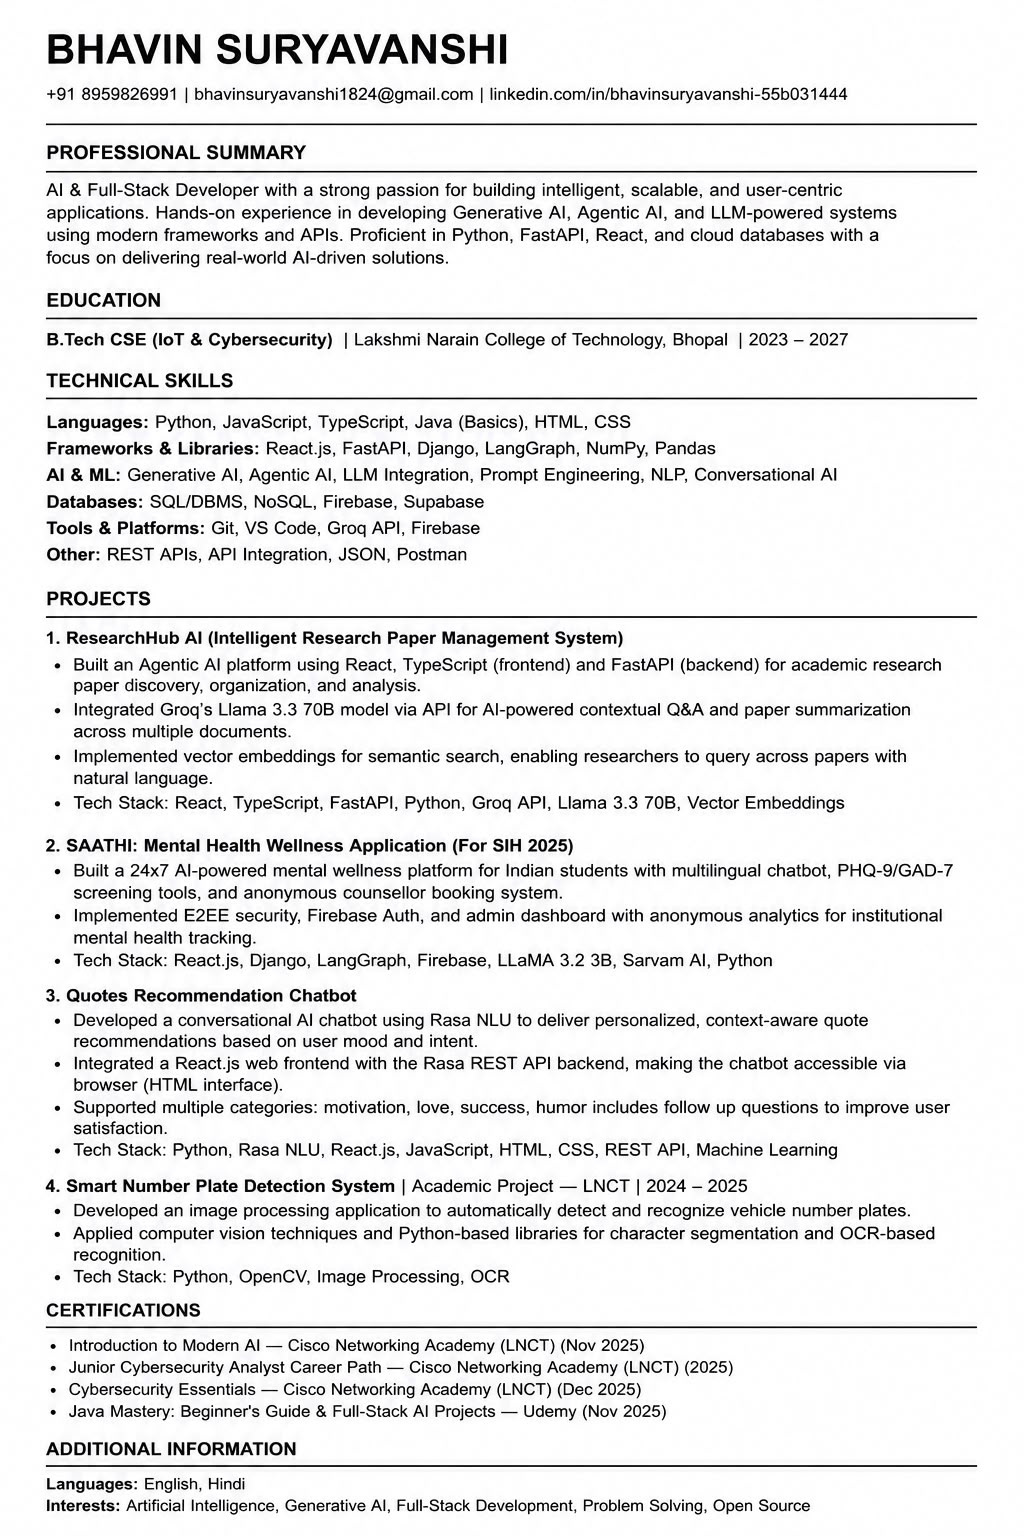 BHAVIN SURYAVANSHI
+91 8959826991 | bhavinsuryavanshi1824@gmail.com | linkedin.com/in/bhavinsuryavanshi-55b031444
PROFESSIONAL SUMMARY
AI & Full-Stack Developer with a strong passion for building intelligent, scalable, and user-centric
applications. Hands-on experience in developing Generative AI, Agentic AI, and LLM-powered systems
using modern frameworks and APIs. Proficient in Python, FastAPI, React, and cloud databases with a
focus on delivering real-world AI-driven solutions.
EDUCATION
B.Tech CSE (IoT & Cybersecurity) | Lakshmi Narain College of Technology, Bhopal | 2023 – 2027
TECHNICAL SKILLS
Languages: Python, JavaScript, TypeScript, Java (Basics), HTML, CSS
Frameworks & Libraries: React.js, FastAPI, Django, LangGraph, NumPy, Pandas
AI & ML: Generative AI, Agentic AI, LLM Integration, Prompt Engineering, NLP, Conversational AI
Databases: SQL/DBMS, NoSQL, Firebase, Supabase
Tools & Platforms: Git, VS Code, Groq API, Firebase
Other: REST APIs, API Integration, JSON, Postman
PROJECTS
1. ResearchHub AI (Intelligent Research Paper Management System)
• Built an Agentic AI platform using React, TypeScript (frontend) and FastAPI (backend) for academic research
paper discovery, organization, and analysis.
• Integrated Groq’s Llama 3.3 70B model via API for AI-powered contextual Q&A and paper summarization
across multiple documents.
• Implemented vector embeddings for semantic search, enabling researchers to query across papers with
natural language.
• Tech Stack: React, TypeScript, FastAPI, Python, Groq API, Llama 3.3 70B, Vector Embeddings
2. SAATHI: Mental Health Wellness Application (For SIH 2025)
• Built a 24x7 AI-powered mental wellness platform for Indian students with multilingual chatbot, PHQ-9/GAD-7
screening tools, and anonymous counsellor booking system.
• Implemented E2EE security, Firebase Auth, and admin dashboard with anonymous analytics for institutional
mental health tracking.
• Tech Stack: React.js, Django, LangGraph, Firebase, LLaMA 3.2 3B, Sarvam AI, Python
3. Quotes Recommendation Chatbot
• Developed a conversational AI chatbot using Rasa NLU to deliver personalized, context-aware quote
recommendations based on user mood and intent.
• Integrated a React.js web frontend with the Rasa REST API backend, making the chatbot accessible via
browser (HTML interface).
• Supported multiple categories: motivation, love, success, humor includes follow up questions to improve user
satisfaction.
• Tech Stack: Python, Rasa NLU, React.js, JavaScript, HTML, CSS, REST API, Machine Learning
4. Smart Number Plate Detection System | Academic Project — LNCT | 2024 – 2025
• Developed an image processing application to automatically detect and recognize vehicle number plates.
• Applied computer vision techniques and Python-based libraries for character segmentation and OCR-based
recognition.
• Tech Stack: Python, OpenCV, Image Processing, OCR
CERTIFICATIONS
• Introduction to Modern AI — Cisco Networking Academy (LNCT) (Nov 2025)
• Junior Cybersecurity Analyst Career Path — Cisco Networking Academy (LNCT) (2025)
• Cybersecurity Essentials — Cisco Networking Academy (LNCT) (Dec 2025)
• Java Mastery: Beginner's Guide & Full-Stack AI Projects — Udemy (Nov 2025)
ADDITIONAL INFORMATION
Languages: English, Hindi
Interests: Artificial Intelligence, Generative AI, Full-Stack Development, Problem Solving, Open Source